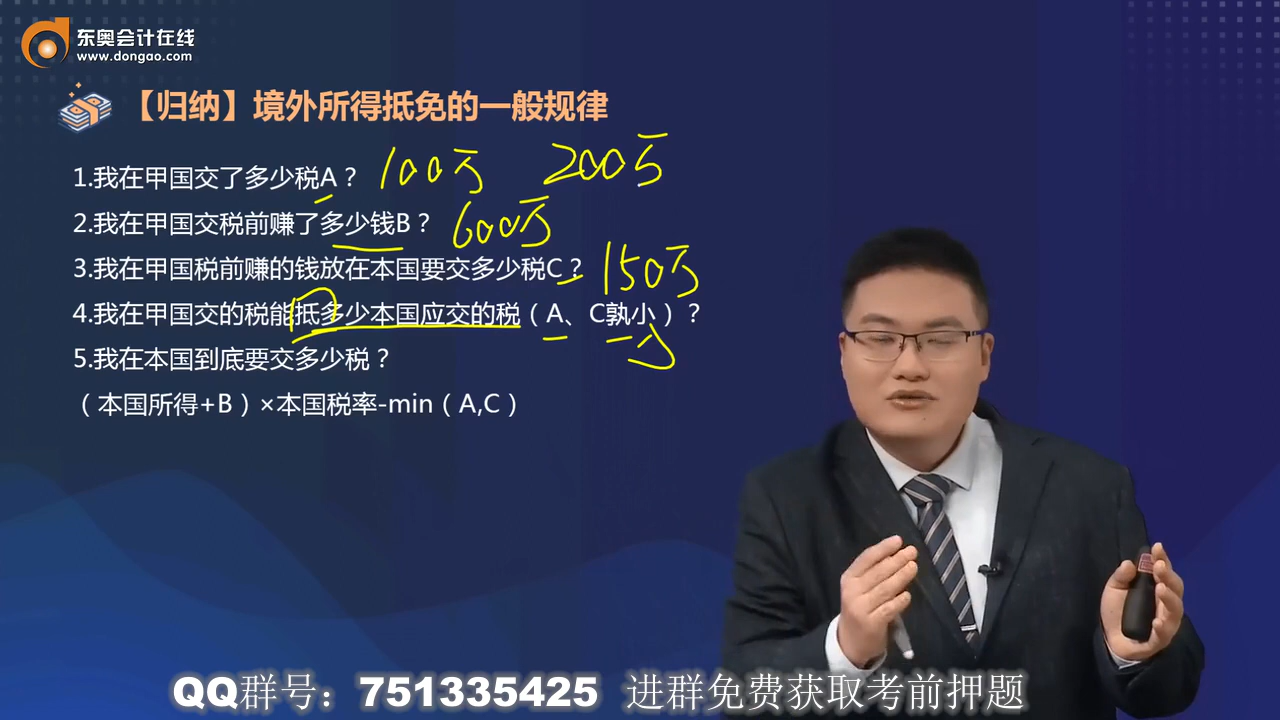 东奥会计在线
www.dongao.com
【归纳】境外所得抵免的一般规律
1.我在甲国交了多少税A？ 100万 200万
2.我在甲国交税前赚了多少钱B？ 600万
3.我在甲国税前赚的钱放在本国要交多少税C？ 150万
4.我在甲国交的税能抵多少本国应交的税（A、C孰小）？
5.我在本国到底要交多少税？
（本国所得+B）×本国税率-min（A,C）
QQ群号：751335425 进群免费获取考前押题